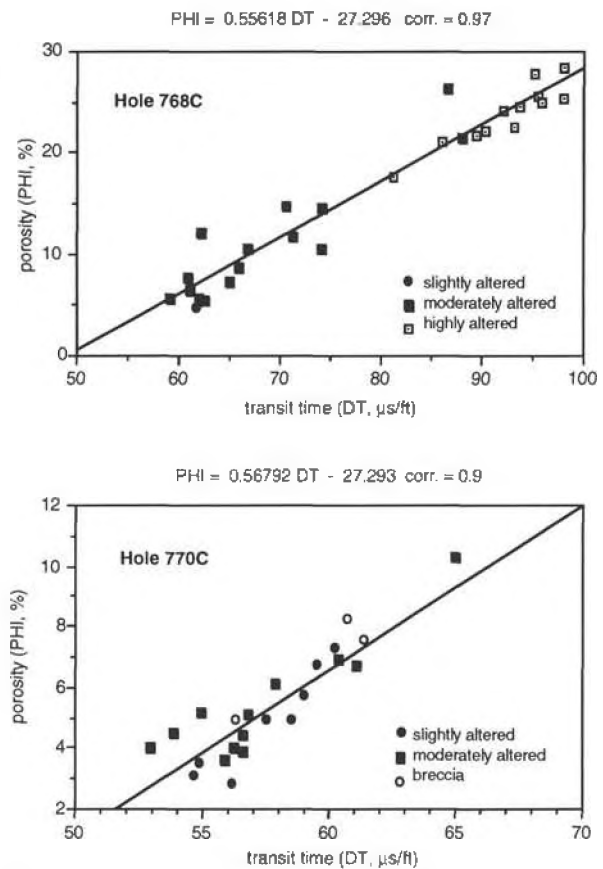 PHI = 0.55618 DT - 27.296 corr. = 0.97
30
Hole 768C
20
porosity (PHI, %)
10
slightly altered
moderately altered
highly altered
0
50 60 70 80 90 100
transit time (DT, μs/ft)
PHI = 0.56792 DT - 27.293 corr. = 0.9
12
Hole 770C
10
8
porosity (PHI, %)
6
slightly altered
4
moderately altered
breccia
2
50 55 60 65 70
transit time (DT, μs/ft)